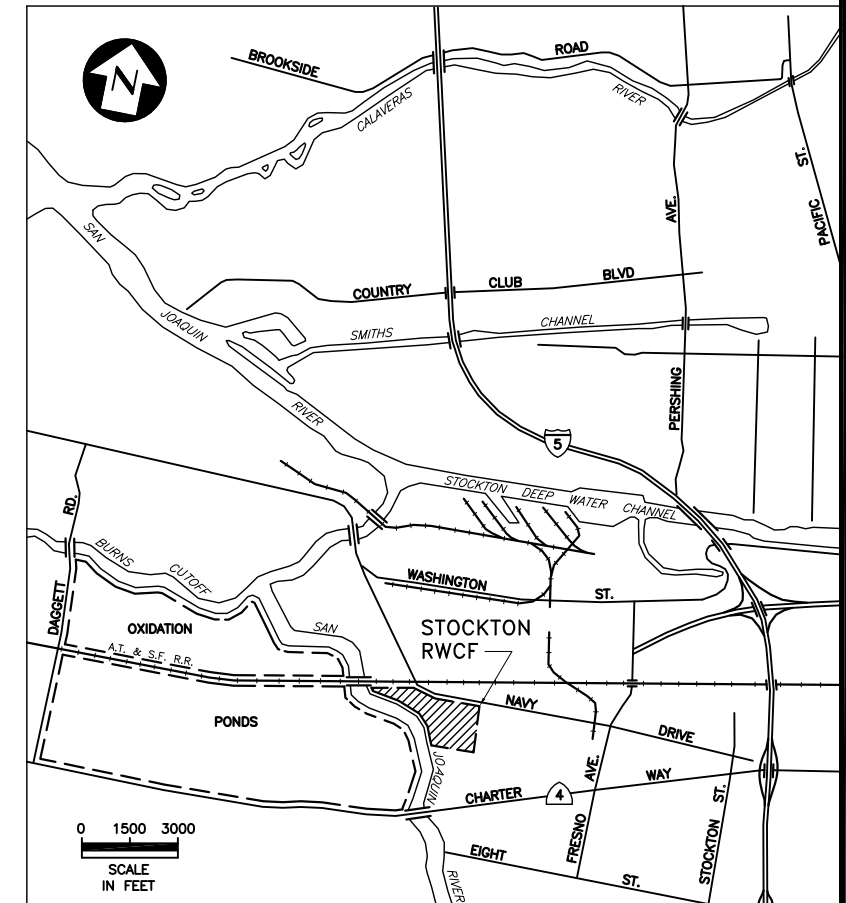 BROOKSIDE ROAD
N
CALAVERAS RIVER
PACIFIC ST.
PERSHING AVE.
SAN JOAQUIN RIVER
COUNTRY CLUB BLVD
SMITHS CHANNEL
5
STOCKTON DEEP WATER CHANNEL
DAGGETT RD.
BURNS CUTOFF
WASHINGTON ST.
OXIDATION
PONDS
SAN JOAQUIN RIVER
STOCKTON
RWCF
A.T. & S.F. R.R.
NAVY DRIVE
CHARTER WAY
4
FRESNO AVE.
STOCKTON ST.
EIGHT ST.
0 1500 3000
SCALE
IN FEET